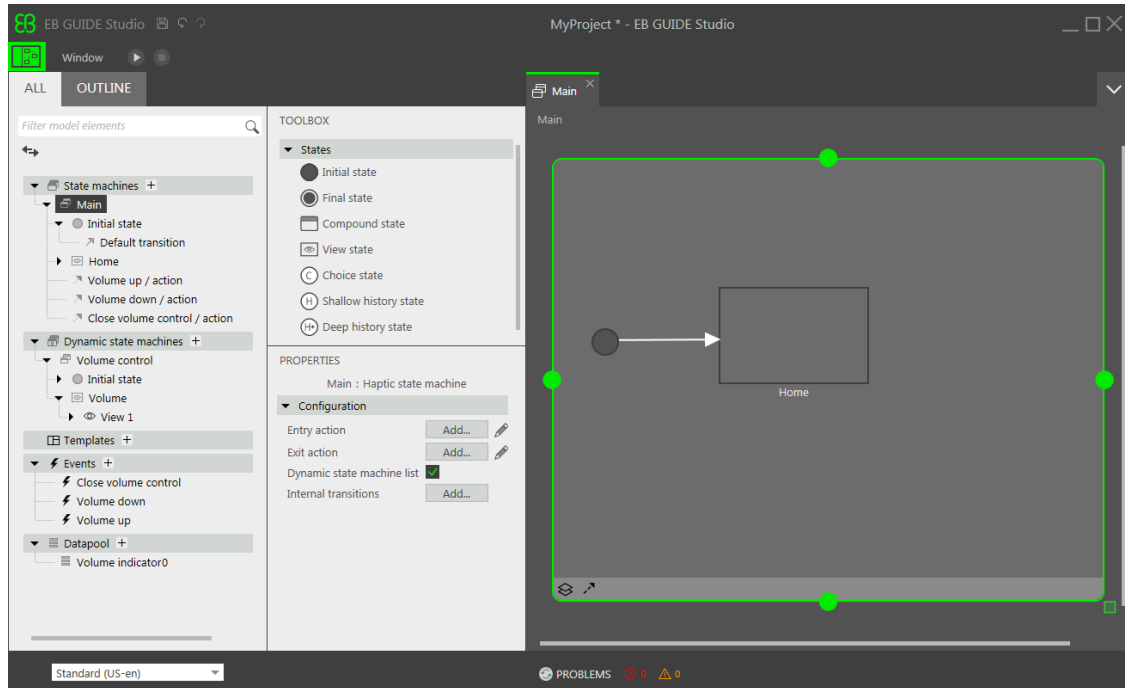 EB GUIDE Studio
MyProject * - EB GUIDE Studio
Window
ALL
OUTLINE
Filter model elements
State machines +
Main
Initial state
Default transition
Home
Volume up / action
Volume down / action
Close volume control / action
Dynamic state machines +
Volume control
Initial state
Volume
View 1
Templates +
Events +
Close volume control
Volume down
Volume up
Datapool +
Volume indicator0
TOOLBOX
States
Initial state
Final state
Compound state
View state
C Choice state
H Shallow history state
H* Deep history state
PROPERTIES
Main : Haptic state machine
Configuration
Entry action Add...
Exit action Add...
Dynamic state machine list
Internal transitions Add...
Main
Main
Home
Standard (US-en)
PROBLEMS 0 0